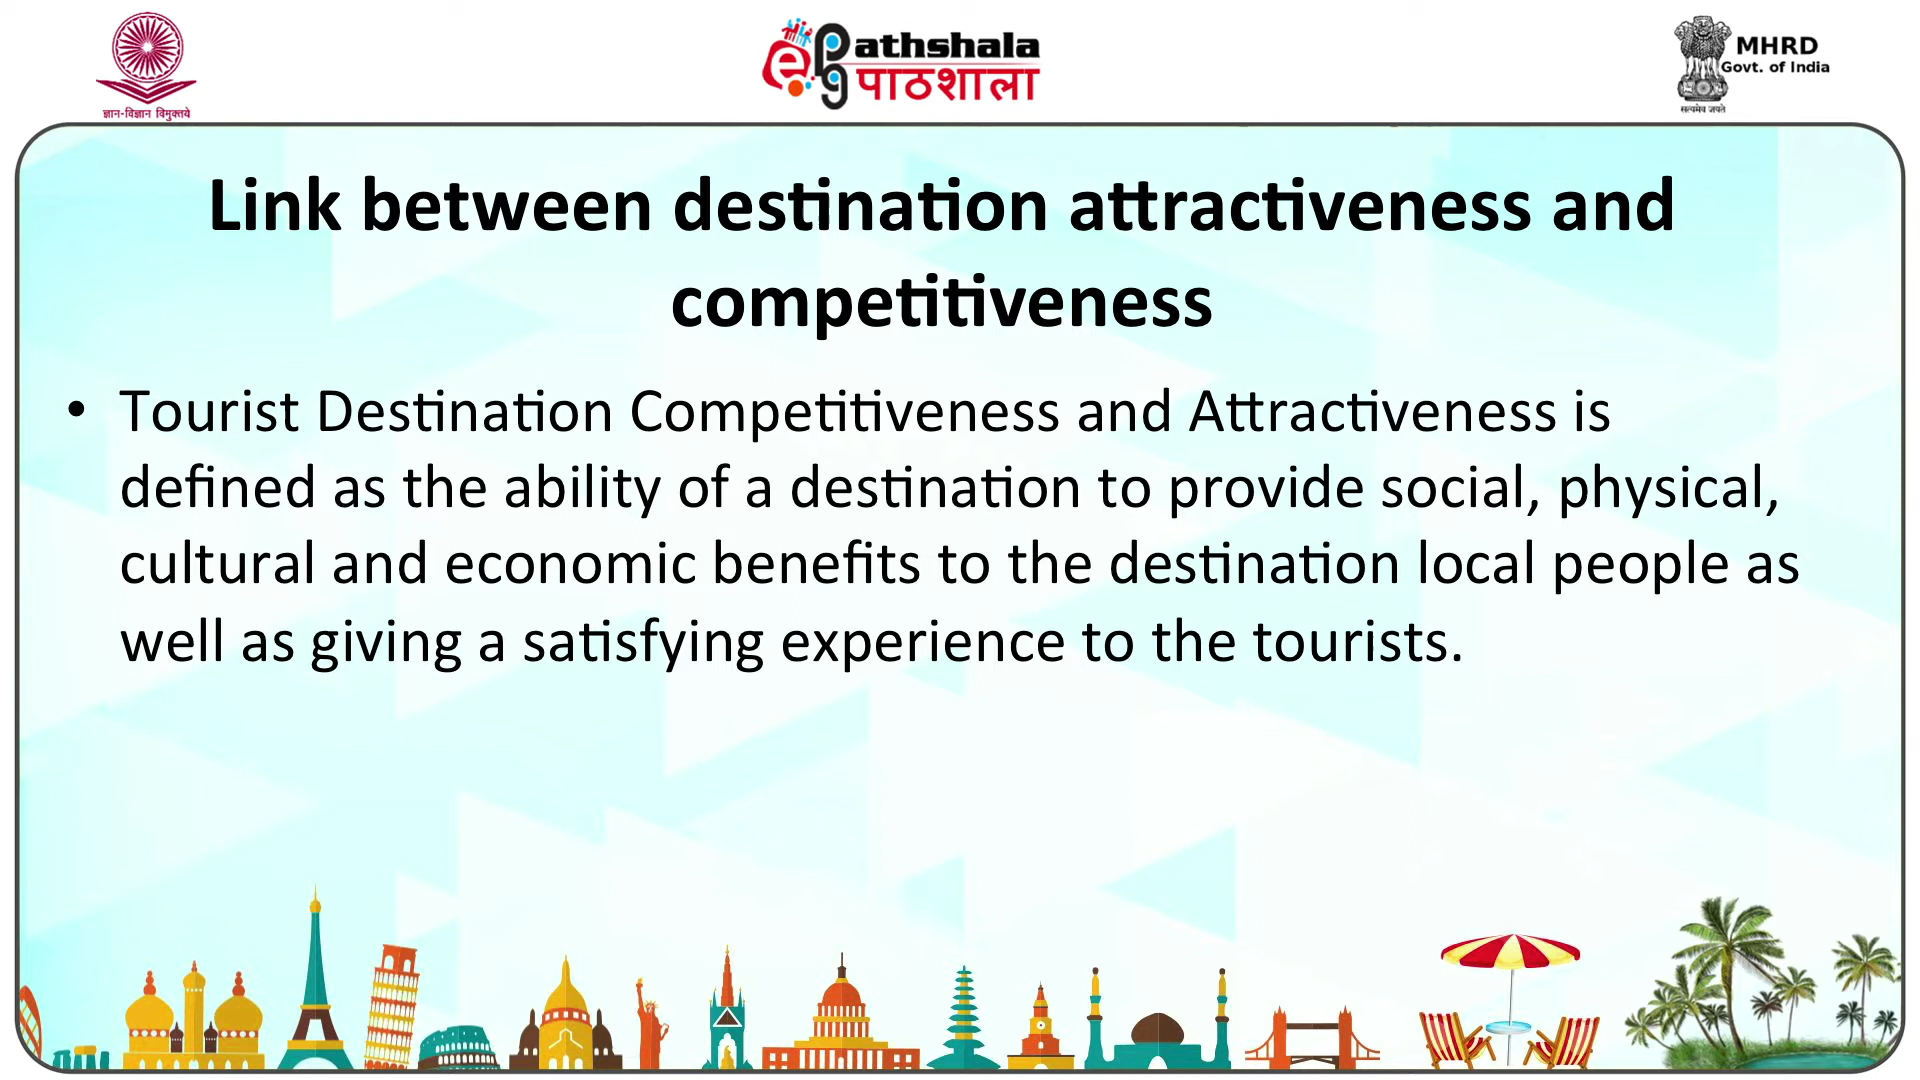 ज्ञान-विज्ञान विमुक्तये
ePG Pathshala
पाठशाला
MHRD
Govt. of India
सत्यमेव जयते
Link between destination attractiveness and
competitiveness
• Tourist Destination Competitiveness and Attractiveness is
defined as the ability of a destination to provide social, physical,
cultural and economic benefits to the destination local people as
well as giving a satisfying experience to the tourists.